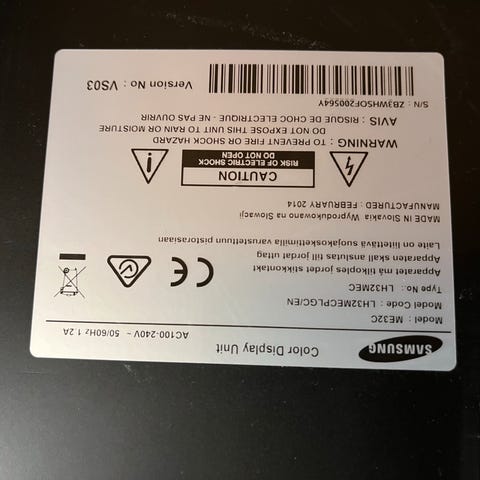 SAMSUNG
Color Display Unit
Model : ME32C
AC100-240V ~ 50/60Hz 1.2A
Model Code : LH32MECPLGC/EN
Type No : LH32MEC
Apparatet må tilkoples jordet stikkontakt
Apparaten skall anslutas till jordat uttag
Laite on liitettävä suojakoskettimilla varustettuun pistorasiaan
CE
MADE IN Slovakia Wyprodukowano na Słowacji
MANUFACTURED : FEBRUARY 2014
CAUTION
RISK OF ELECTRIC SHOCK
DO NOT OPEN
WARNING : TO PREVENT FIRE OR SHOCK HAZARD
DO NOT EXPOSE THIS UNIT TO RAIN OR MOISTURE
AVIS : RISQUE DE CHOC ELECTRIQUE - NE PAS OUVRIR
S/N : ZB3WHSOF200564Y
Version No : VS03